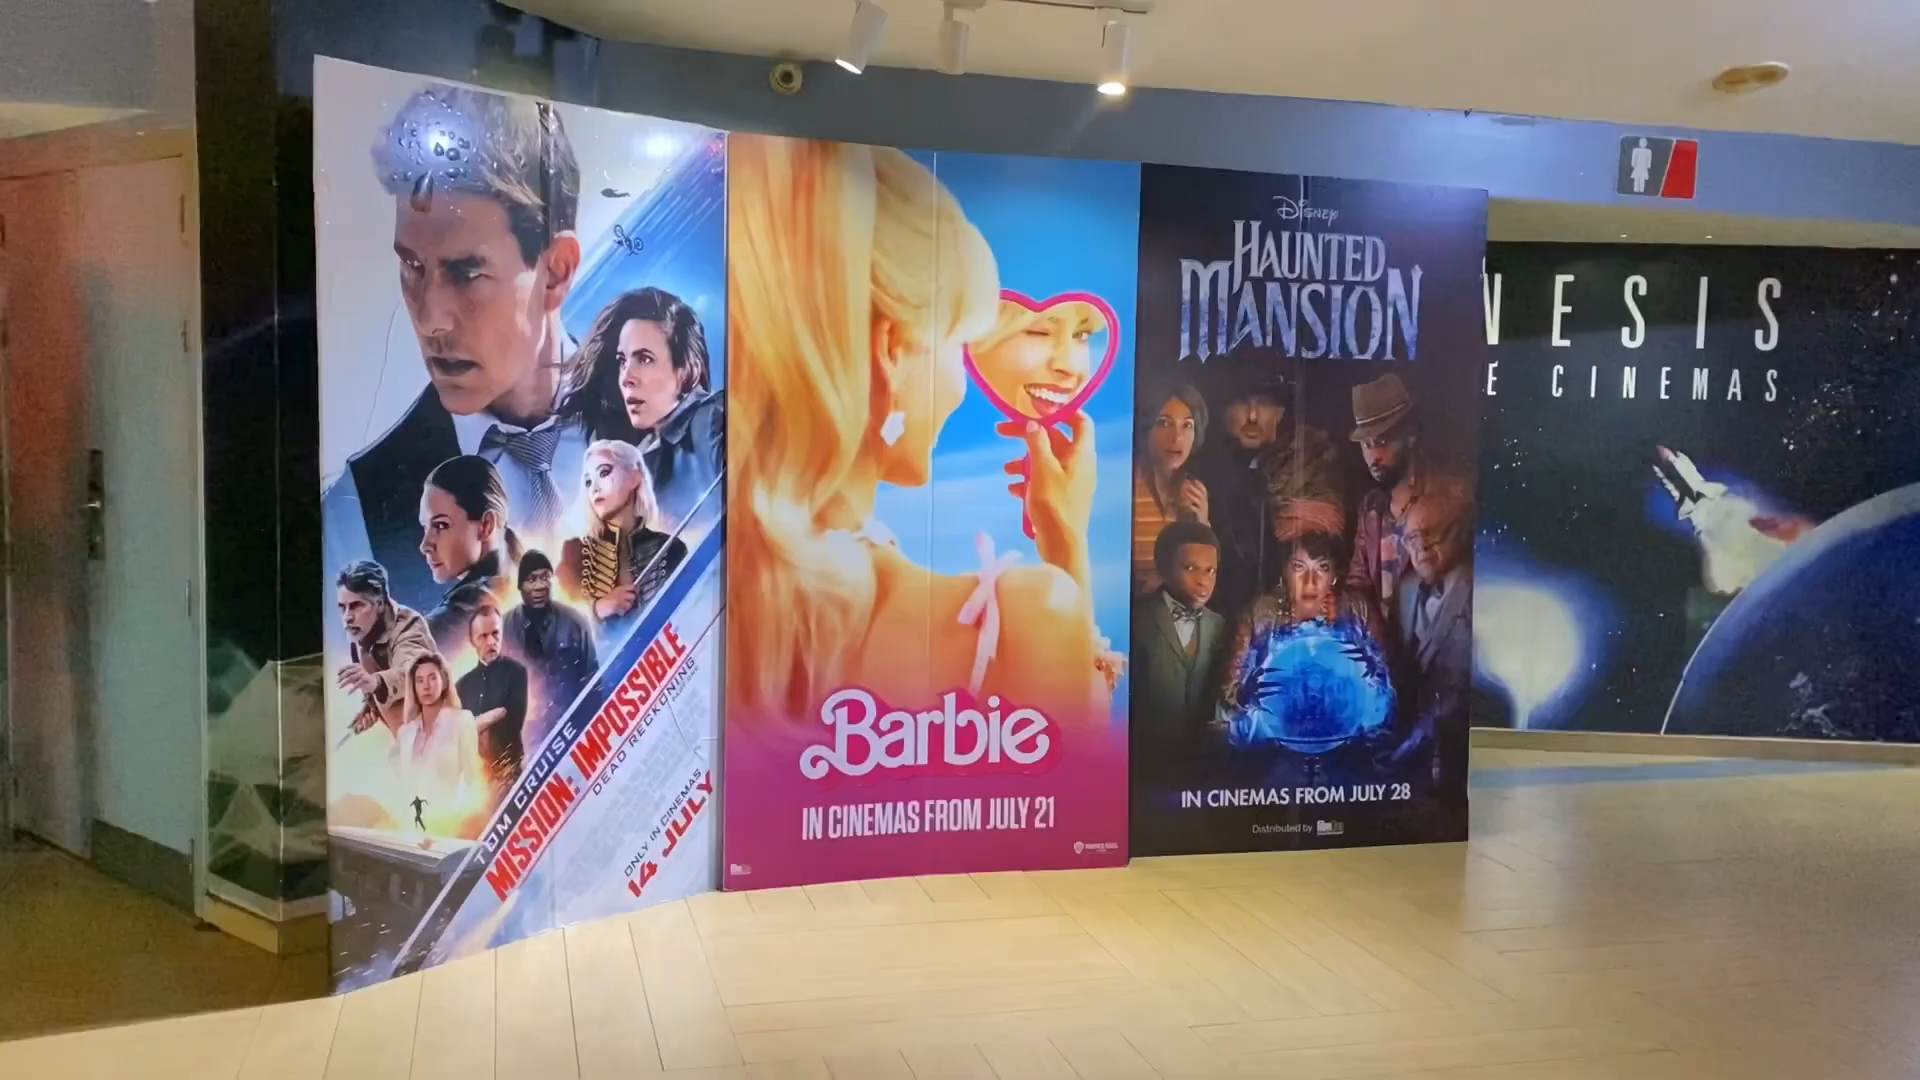 TOM CRUISE
MISSION: IMPOSSIBLE
DEAD RECKONING
ONLY IN CINEMAS
14 JULY
Barbie
IN CINEMAS FROM JULY 21
Disney
HAUNTED
MANSION
IN CINEMAS FROM JULY 28
Distributed by
NESIS
E CINEMAS